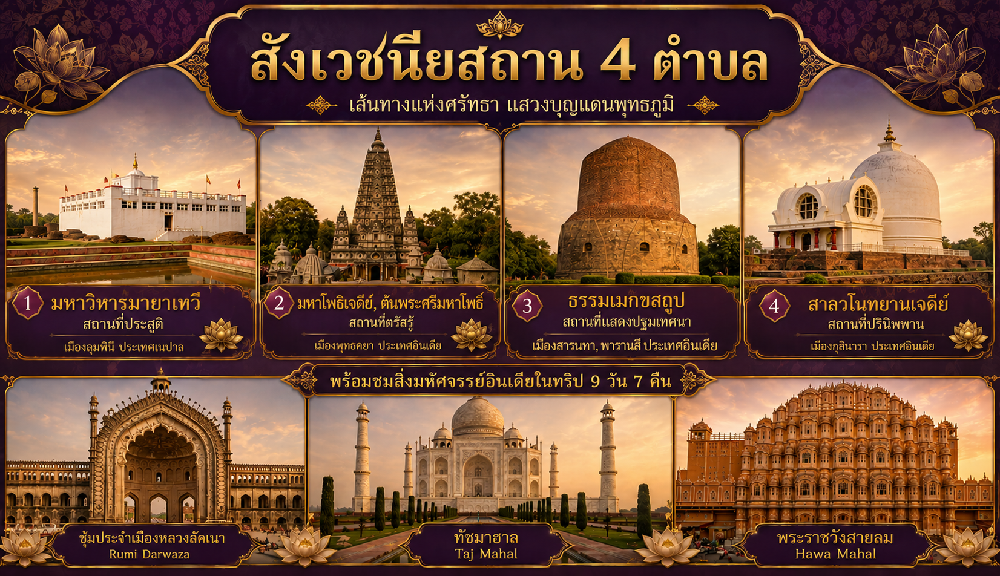 สังเวชนียสถาน 4 ตำบล
เส้นทางแห่งศรัทธา แสวงบุญแดนพุทธภูมิ
1
มหาวิหารมายาเทวี
สถานที่ประสูติ
เมืองลุมพินี ประเทศเนปาล
2
มหาโพธิเจดีย์, ต้นพระศรีมหาโพธิ์
สถานที่ตรัสรู้
เมืองพุทธคยา ประเทศอินเดีย
3
ธรรมเมกขสถูป
สถานที่แสดงปฐมเทศนา
เมืองสารนาท, พาราณสี ประเทศอินเดีย
4
สาลวโนทยานเจดีย์
สถานที่ปรินิพพาน
เมืองกุสินารา ประเทศอินเดีย
พร้อมชมสิ่งมหัศจรรย์อินเดียในทริป 9 วัน 7 คืน
ซุ้มประจำเมืองหลวงลัคเนา
Rumi Darwaza
ทัชมาฮาล
Taj Mahal
พระราชวังสายลม
Hawa Mahal